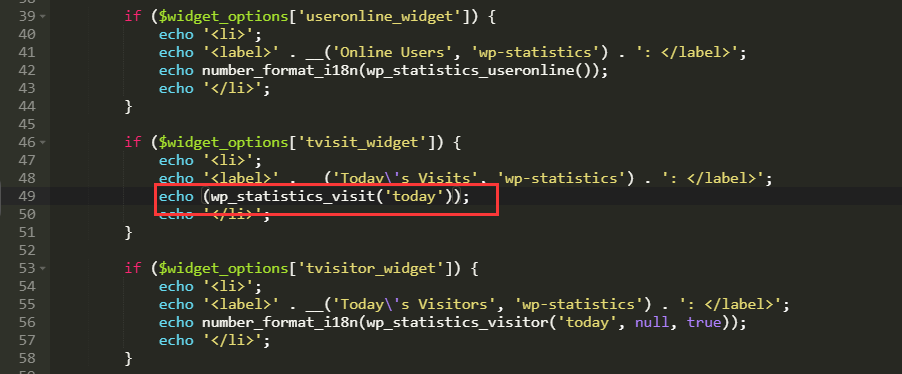 39 if ($widget_options['useronline_widget']) {
40 echo '<li>';
41 echo '<label>' . __('Online Users', 'wp-statistics') . ': </label>';
42 echo number_format_i18n(wp_statistics_useronline());
43 echo '</li>';
44 }
45
46 if ($widget_options['tvisit_widget']) {
47 echo '<li>';
48 echo '<label>' . __('Today\'s Visits', 'wp-statistics') . ': </label>';
49 echo (wp_statistics_visit('today'));
50 echo '</li>';
51 }
52
53 if ($widget_options['tvisitor_widget']) {
54 echo '<li>';
55 echo '<label>' . __('Today\'s Visitors', 'wp-statistics') . ': </label>';
56 echo number_format_i18n(wp_statistics_visitor('today', null, true));
57 echo '</li>';
58 }